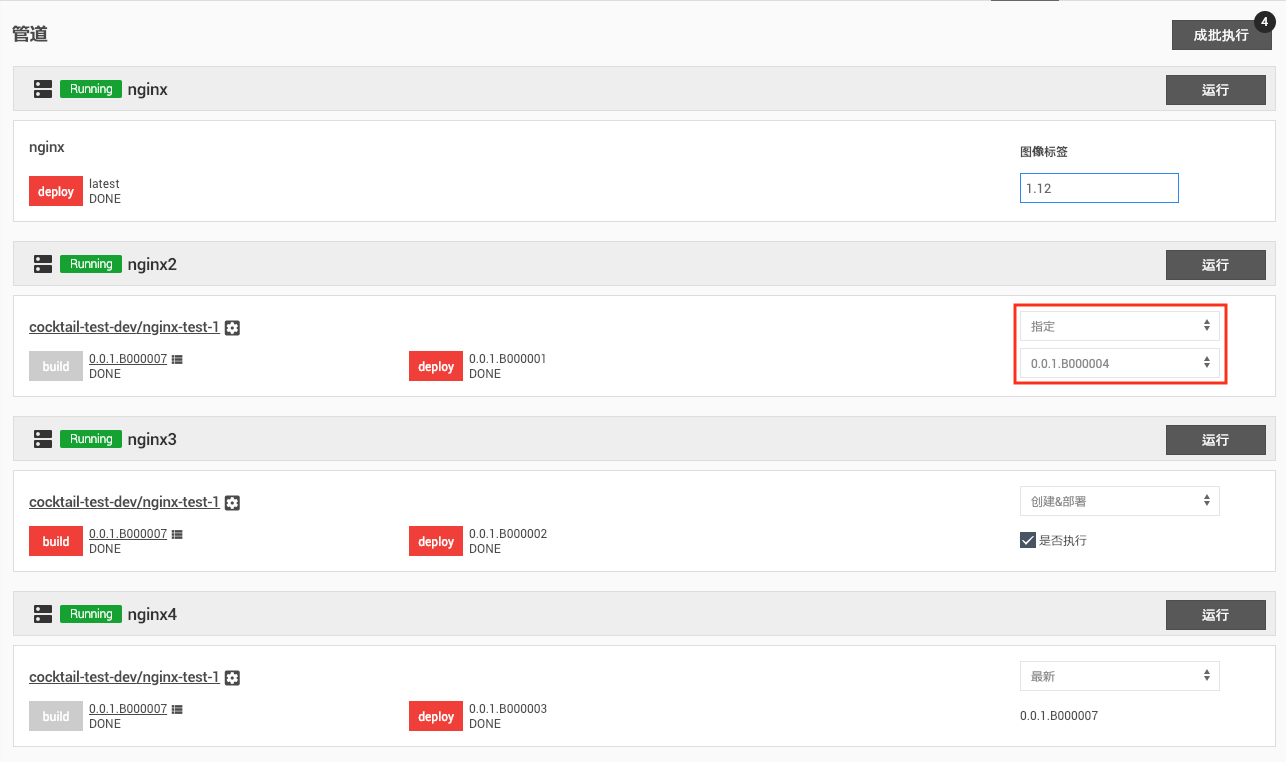 管道
成批执行
4
Running
nginx
运行
nginx
图像标签
deploy
latest
DONE
1.12
Running
nginx2
运行
cocktail-test-dev/nginx-test-1
指定
build
0.0.1.B000007
DONE
deploy
0.0.1.B000001
DONE
0.0.1.B000004
Running
nginx3
运行
cocktail-test-dev/nginx-test-1
创建&部署
build
0.0.1.B000007
DONE
deploy
0.0.1.B000002
DONE
是否执行
Running
nginx4
运行
cocktail-test-dev/nginx-test-1
最新
build
0.0.1.B000007
DONE
deploy
0.0.1.B000003
DONE
0.0.1.B000007